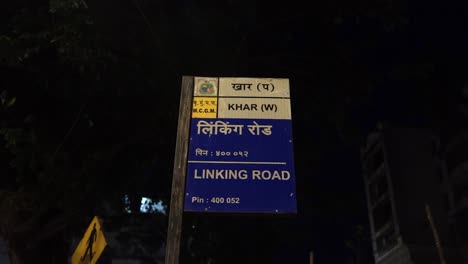 खार (प)
बृ.मुं.म.पा
M.C.G.M.
KHAR (W)
लिंकिंग रोड
पिन : ४०० ०५२
LINKING ROAD
Pin : 400 052